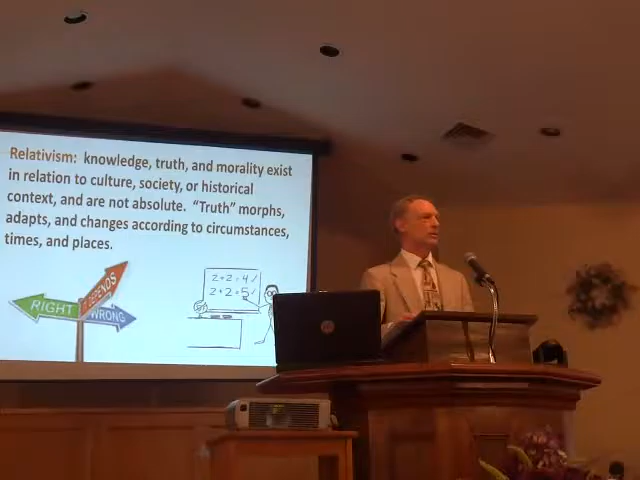 Relativism: knowledge, truth, and morality exist
in relation to culture, society, or historical
context, and are not absolute. "Truth" morphs,
adapts, and changes according to circumstances,
times, and places.
DEPENDS
RIGHT
WRONG
2+2=4✓
2+2=5✓